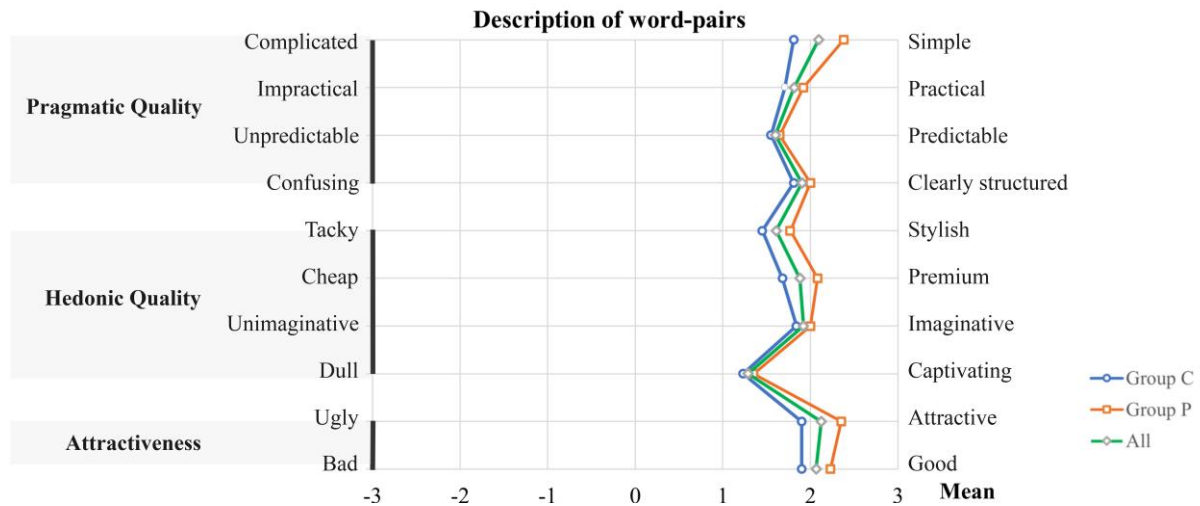 Description of word-pairs
Complicated Simple
Impractical Practical
Pragmatic Quality
Unpredictable Predictable
Confusing Clearly structured
Tacky Stylish
Cheap Premium
Hedonic Quality
Unimaginative Imaginative
Dull Captivating
Group C
Ugly Attractive
Group P
Attractiveness
All
Bad Good
-3 -2 -1 0 1 2 3 Mean